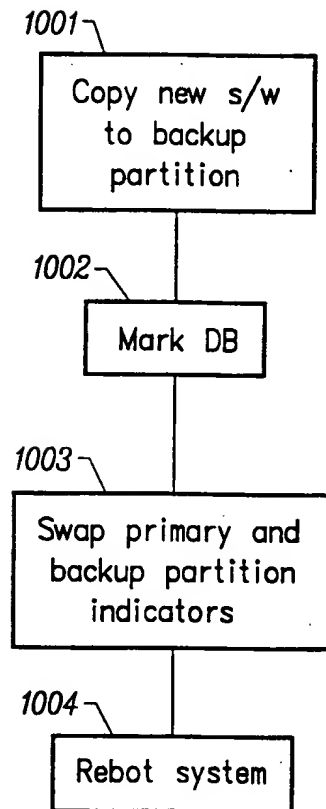 1001
Copy new s/w
to backup
partition
1002
Mark DB
1003
Swap primary and
backup partition
indicators
1004
Rebot system